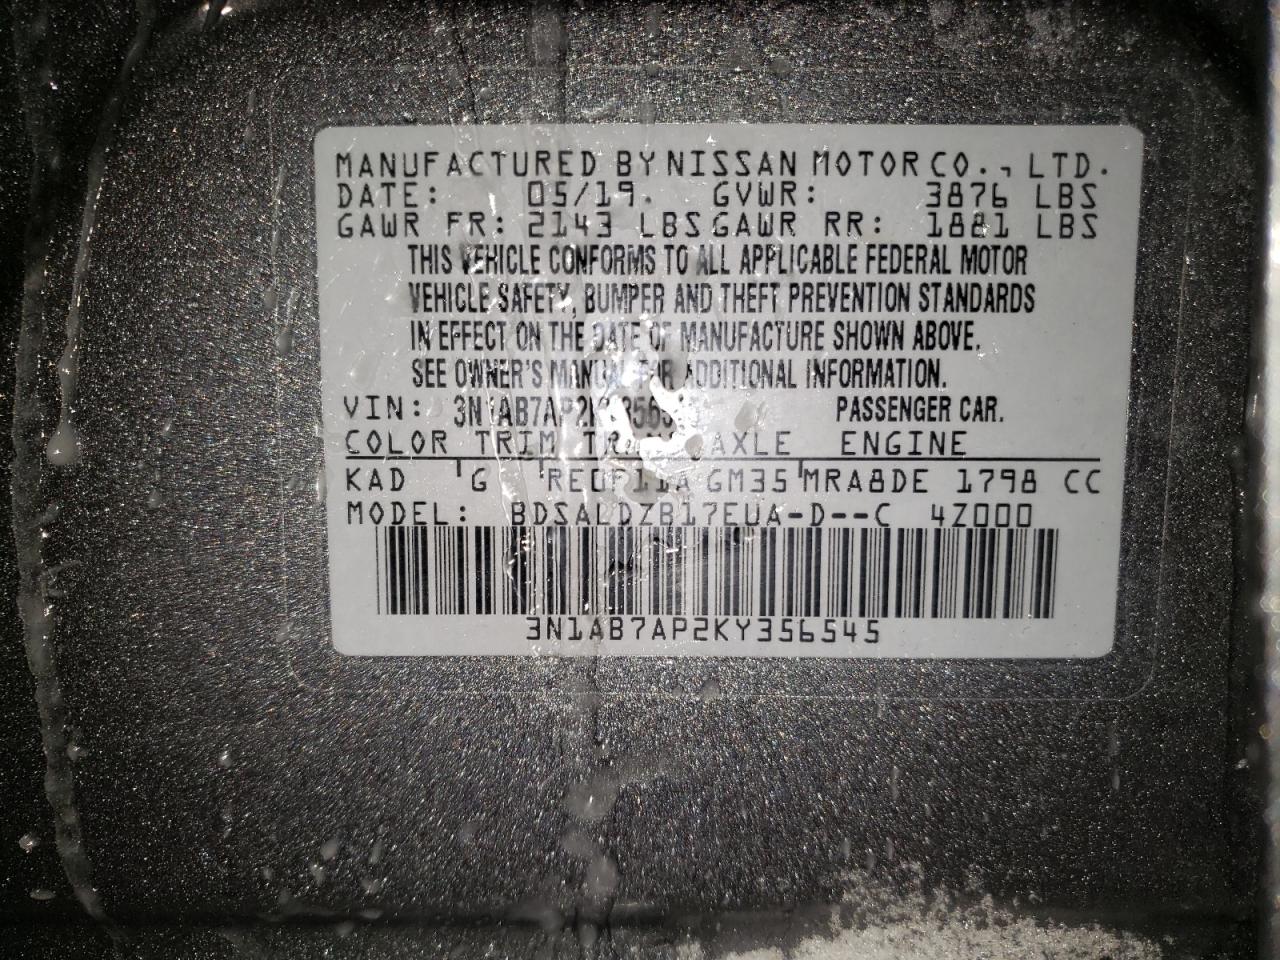 MANUFACTURED BY NISSAN MOTOR CO., LTD.
DATE: 05/19. GVWR: 3876 LBS
GAWR FR: 2143 LBS GAWR RR: 1881 LBS
THIS VEHICLE CONFORMS TO ALL APPLICABLE FEDERAL MOTOR
VEHICLE SAFETY, BUMPER AND THEFT PREVENTION STANDARDS
IN EFFECT ON THE DATE OF MANUFACTURE SHOWN ABOVE.
SEE OWNER'S MANUAL FOR ADDITIONAL INFORMATION.
VIN: PASSENGER CAR.
COLOR TRIM AXLE ENGINE
KAD G GM35 MRA8DE 1798 CC
MODEL: BDSALDZB17EUA-D--C 4Z000
3N1AB7AP2KY356545